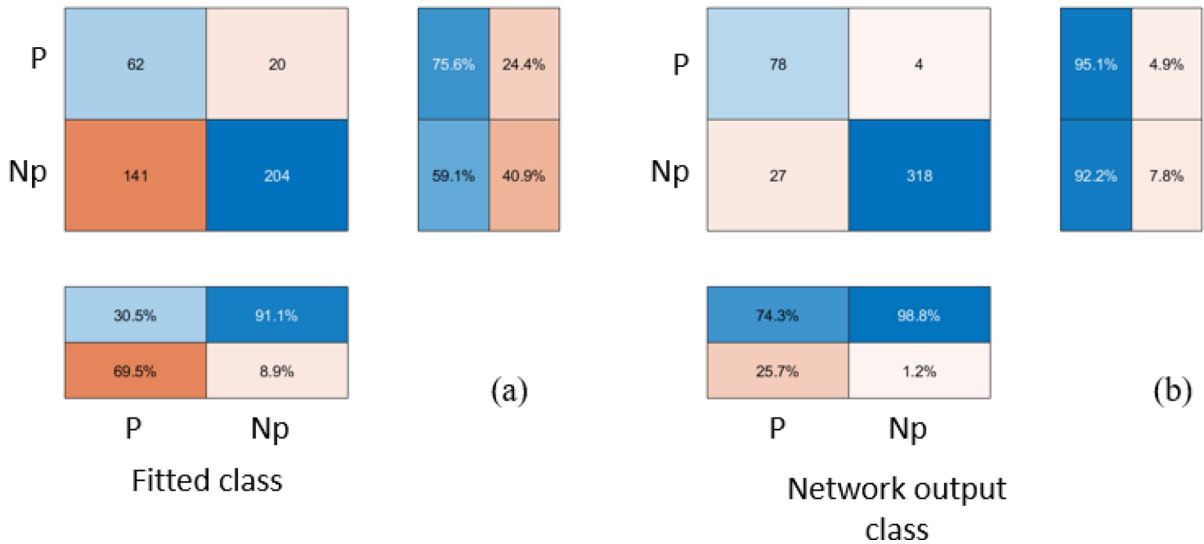 P 62 20 75.6% 24.4%
Np 141 204 59.1% 40.9%
30.5% 91.1%
69.5% 8.9% (a)
P Np
Fitted class
P 78 4 95.1% 4.9%
Np 27 318 92.2% 7.8%
74.3% 98.8%
25.7% 1.2% (b)
P Np
Network output
class